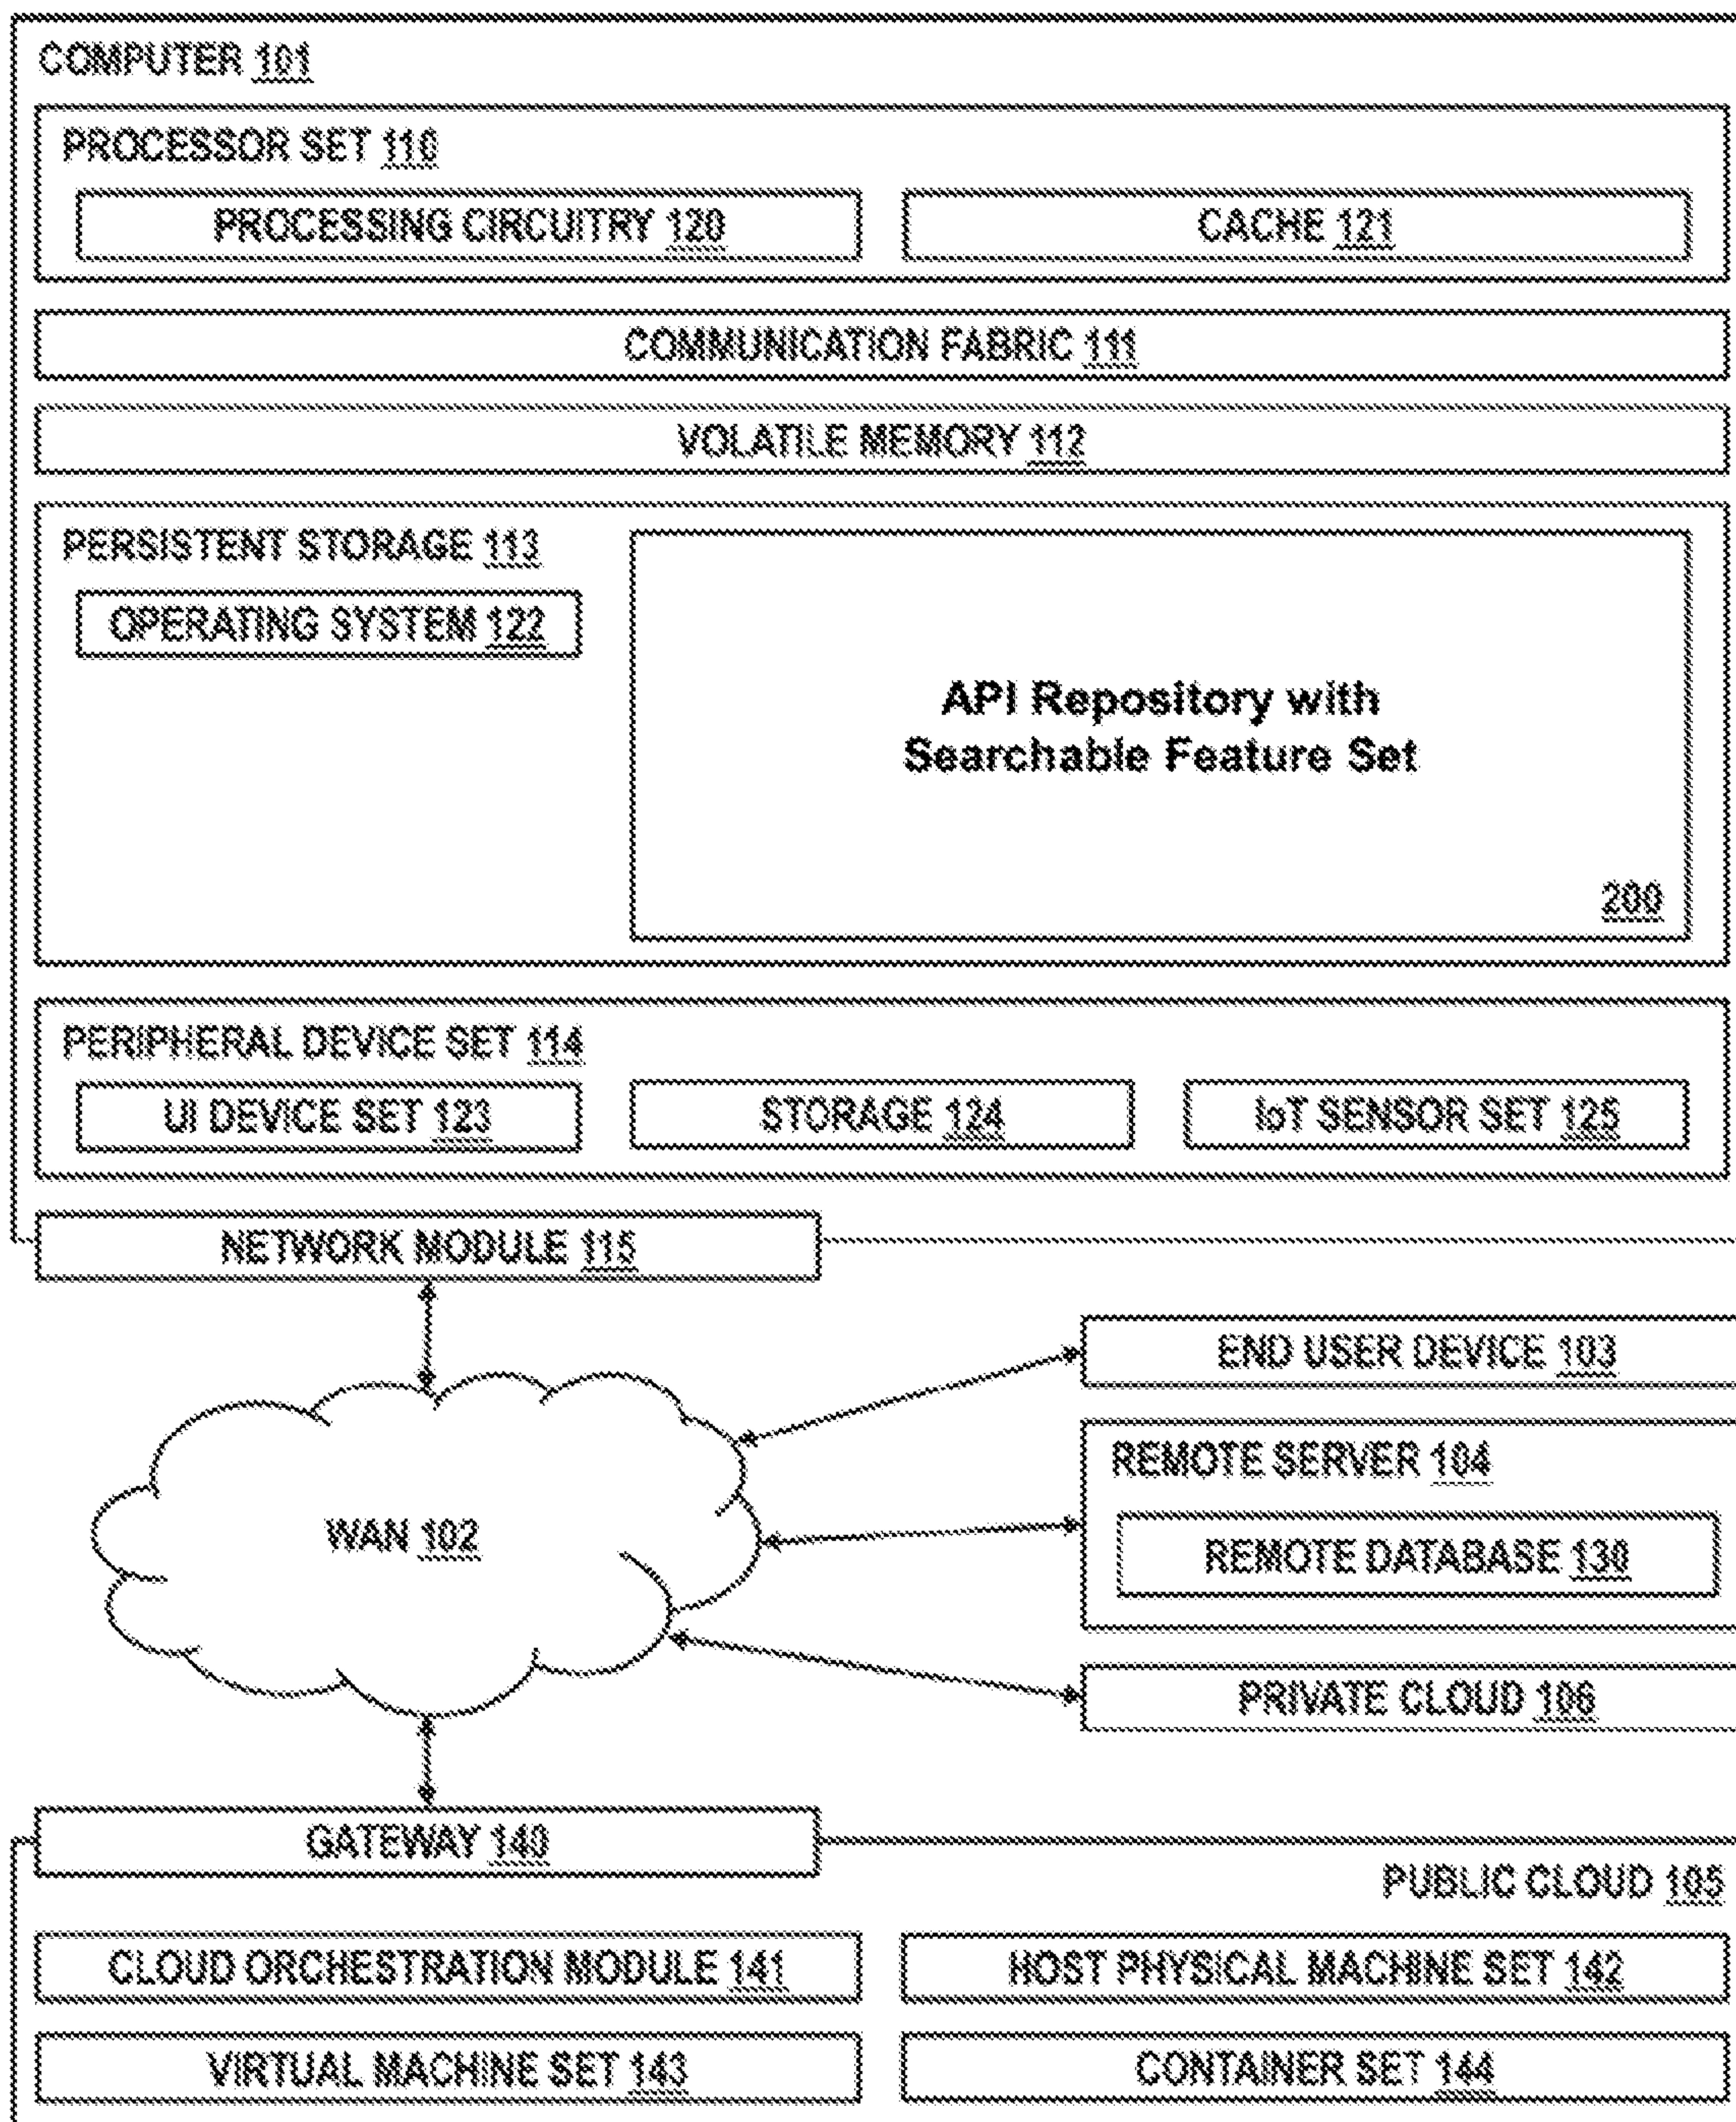 COMPUTER 101
PROCESSOR SET 110
PROCESSING CIRCUITRY 120
CACHE 121
COMMUNICATION FABRIC 111
VOLATILE MEMORY 112
PERSISTENT STORAGE 113
OPERATING SYSTEM 122
API Repository with
Searchable Feature Set
200
PERIPHERAL DEVICE SET 114
UI DEVICE SET 123
STORAGE 124
IoT SENSOR SET 125
NETWORK MODULE 115
END USER DEVICE 103
REMOTE SERVER 104
WAN 102
REMOTE DATABASE 130
PRIVATE CLOUD 106
GATEWAY 140
PUBLIC CLOUD 105
CLOUD ORCHESTRATION MODULE 141
HOST PHYSICAL MACHINE SET 142
VIRTUAL MACHINE SET 143
CONTAINER SET 144